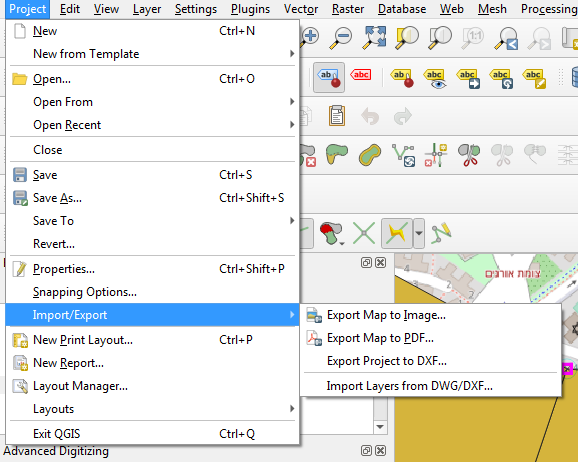 Project Edit View Layer Settings Plugins Vector Raster Database Web Mesh Processing
New Ctrl+N
New from Template
Open... Ctrl+O
Open From
Open Recent
Close
Save Ctrl+S
Save As... Ctrl+Shift+S
Save To
Revert...
Properties... Ctrl+Shift+P
Snapping Options...
Import/Export
New Print Layout... Ctrl+P
New Report...
Layout Manager...
Layouts
Exit QGIS Ctrl+Q
Export Map to Image...
Export Map to PDF...
Export Project to DXF...
Import Layers from DWG/DXF...
ab abc ab abc abc abc abc
צומת אורנים
4
2
Advanced Digitizing